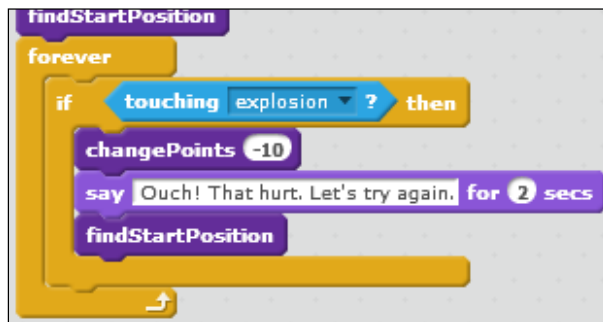 findStartPosition
forever
if touching explosion ? then
changePoints -10
say Ouch! That hurt. Let's try again. for 2 secs
findStartPosition